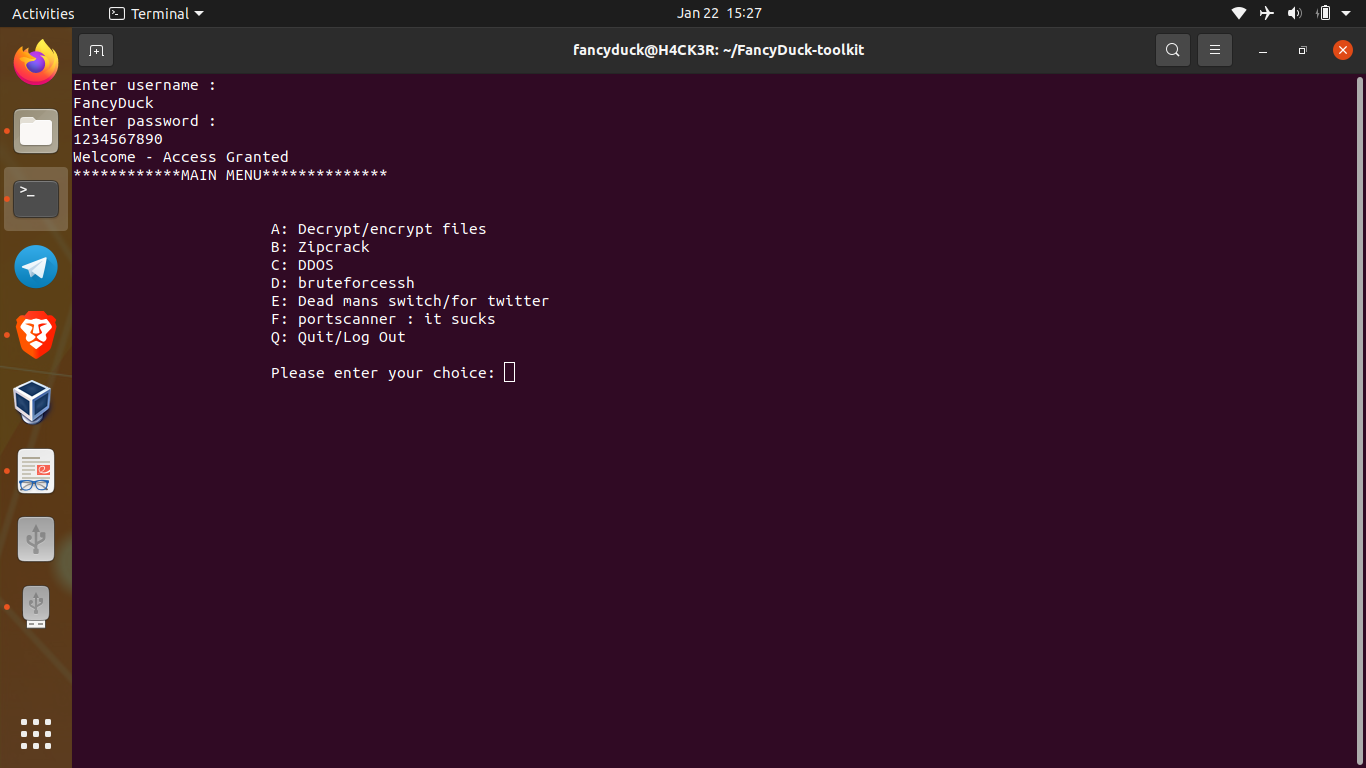 Activities
Terminal
Jan 22 15:27
fancyduck@H4CK3R: ~/FancyDuck-toolkit
Enter username :
FancyDuck
Enter password :
1234567890
Welcome - Access Granted
************MAIN MENU**************
A: Decrypt/encrypt files
B: Zipcrack
C: DDOS
D: bruteforcessh
E: Dead mans switch/for twitter
F: portscanner : it sucks
Q: Quit/Log Out
Please enter your choice: